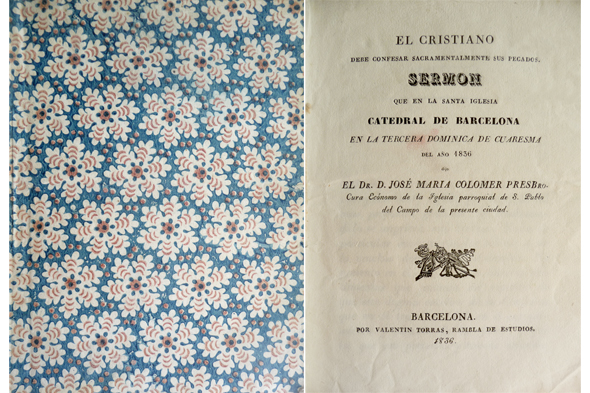 EL CRISTIANO
DEBE CONFESAR SACRAMENTALMENTE SUS PECADOS.
SERMON
QUE EN LA SANTA IGLESIA
CATEDRAL DE BARCELONA
EN LA TERCERA DOMINICA DE CUARESMA
DEL AÑO 1836
dijo
EL DR. D. JOSÉ MARIA COLOMER PRESBRO.
Cura Ecónomo de la Iglesia parroquial de S. Pablo
del Campo de la presente ciudad.
BARCELONA.
POR VALENTIN TORRAS, RAMBLA DE ESTUDIOS.
1836.